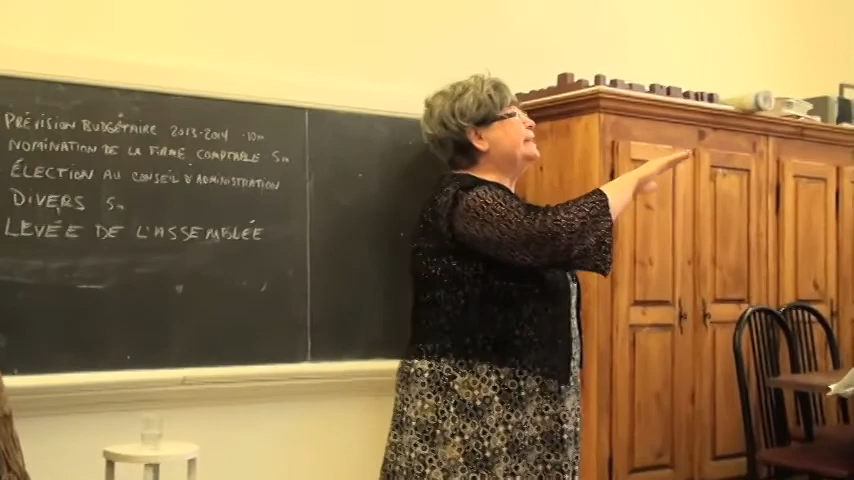 PRÉVISION BUDGÉTAIRE 2013-2014 10m
NOMINATION DE LA FIRME COMPTABLE 5m
ÉLECTION AU CONSEIL D'ADMINISTRATION
DIVERS 5m
LEVÉE DE L'ASSEMBLÉE